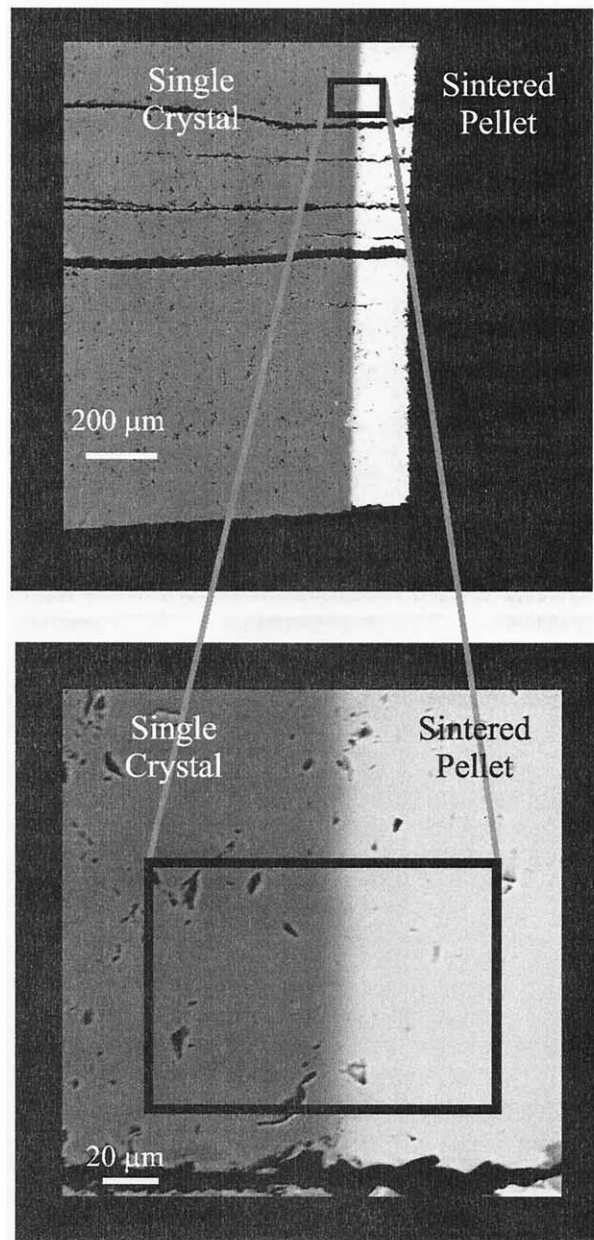 Single
Crystal
Sintered
Pellet
200 μm
Single
Crystal
Sintered
Pellet
20 μm